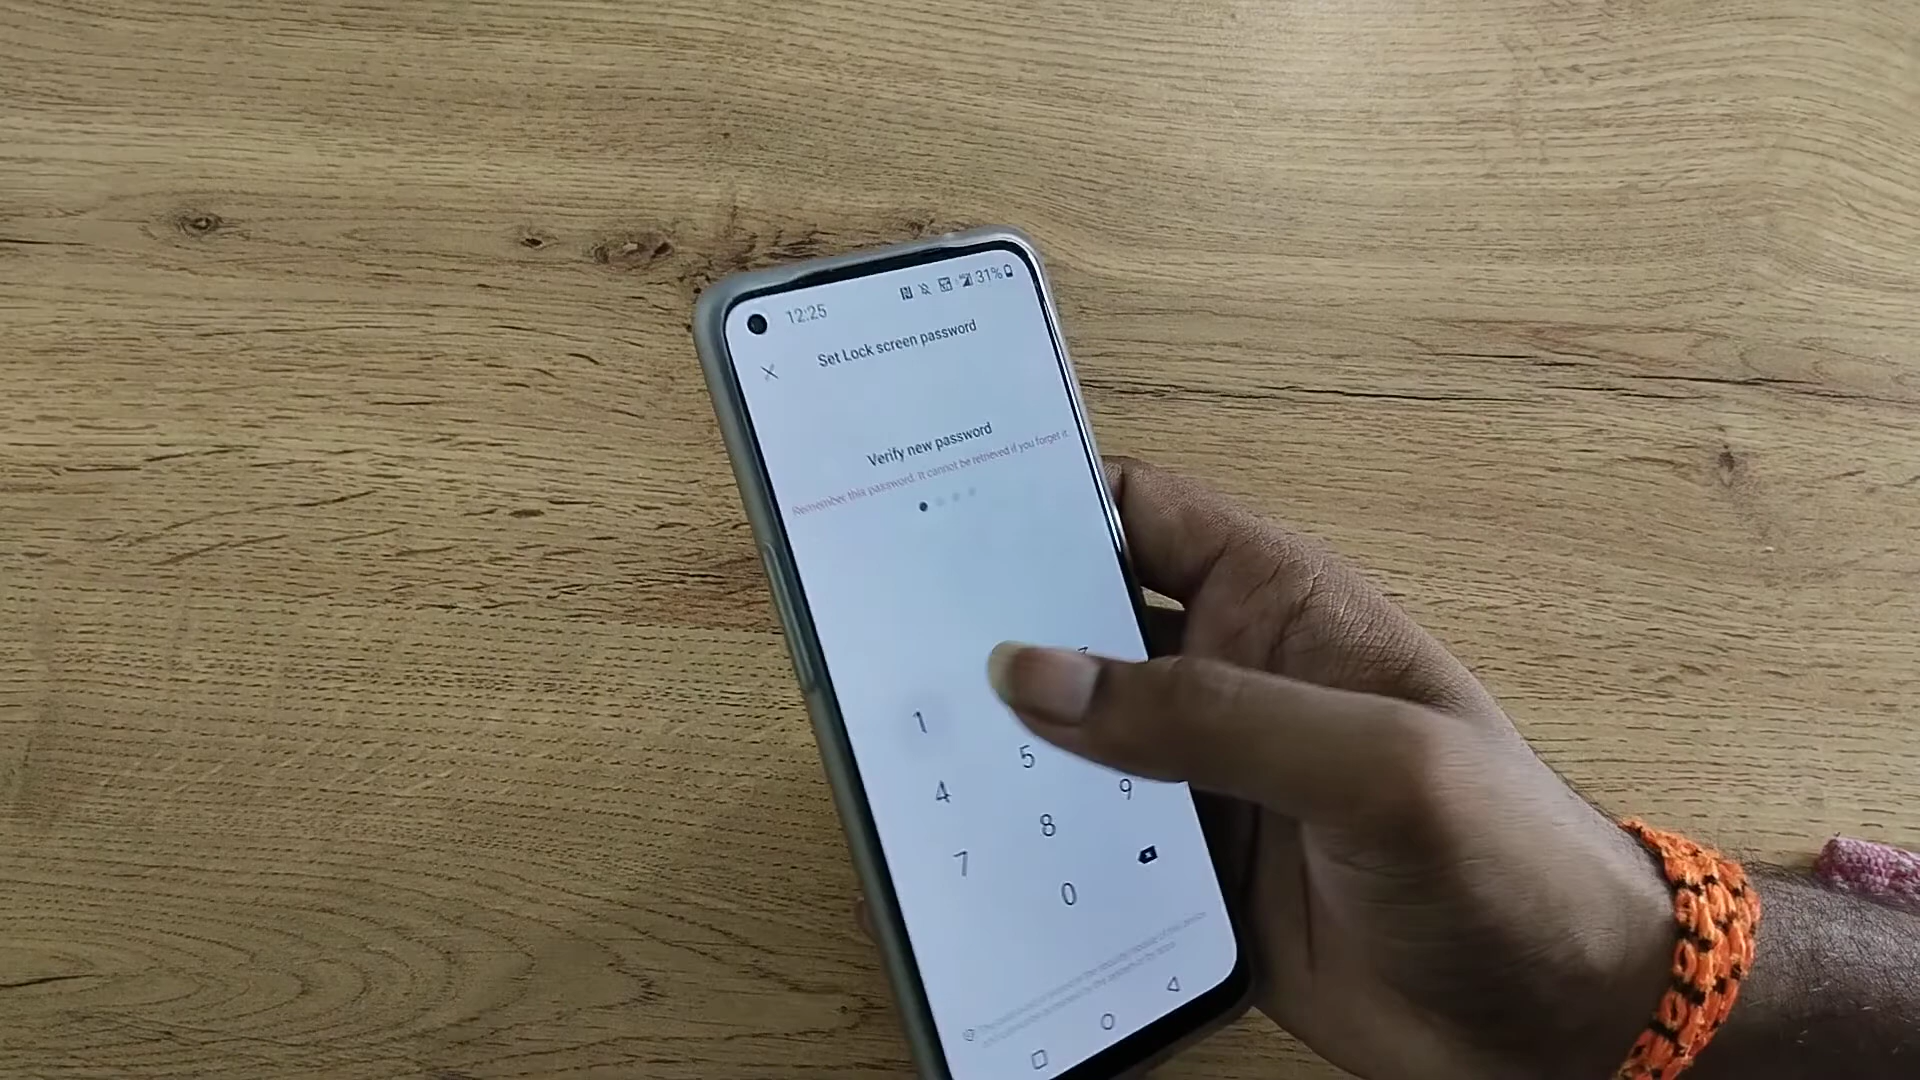 12:25
31%
Set Lock screen password
Verify new password
Remember this password. It cannot be retrieved if you forget it.
1
4 5
7 8 9
0